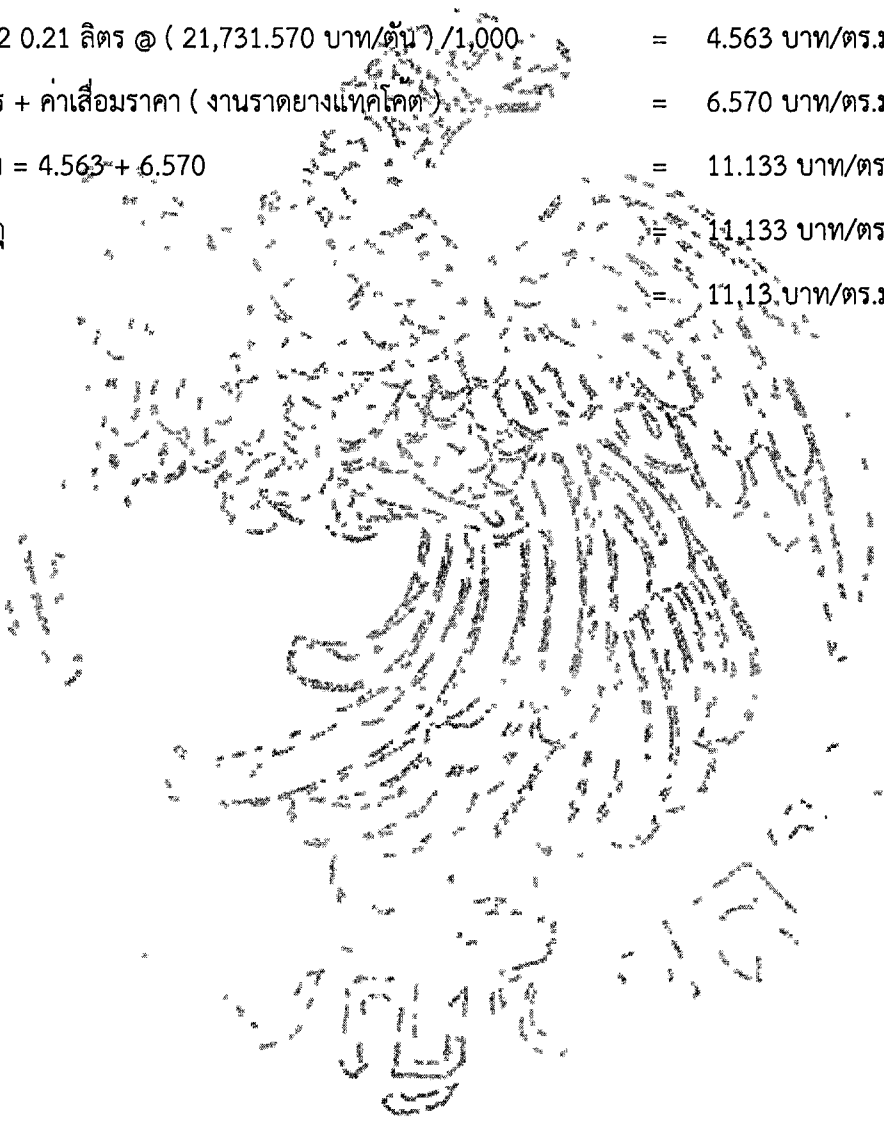 2 0.21 ลิตร @ ( 21,731.570 บาท/ตัน ) /1,000 = 4.563 บาท/ตร.ม
+ ค่าเสื่อมราคา ( งานราดยางแทคโคต ) = 6.570 บาท/ตร.ม
= 4.563 + 6.570 = 11.133 บาท/ตร
= 11.133 บาท/ตร
= 11.13 บาท/ตร.ม